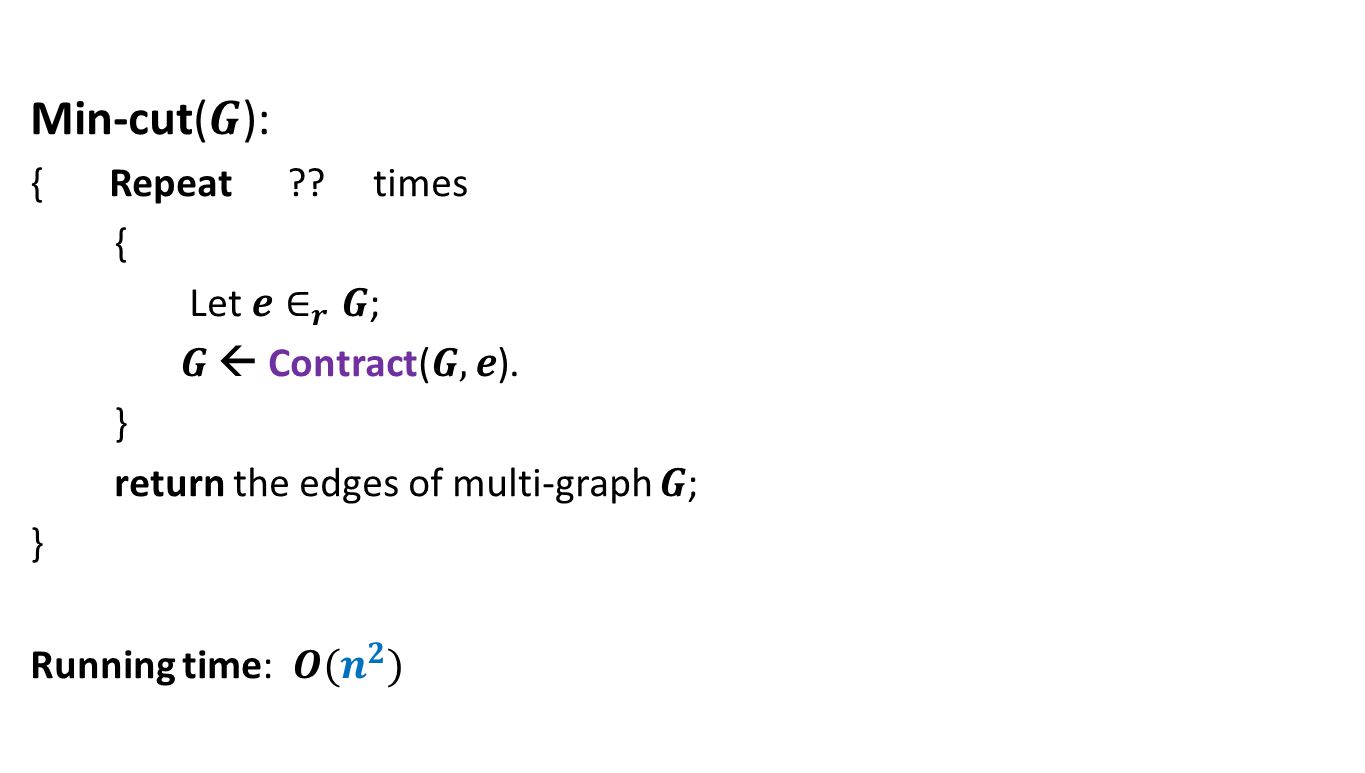 Min-cut(G):
{ Repeat ?? times
{
Let e ∈r G;
G ← Contract(G, e).
}
return the edges of multi-graph G;
}
Running time: O(n²)